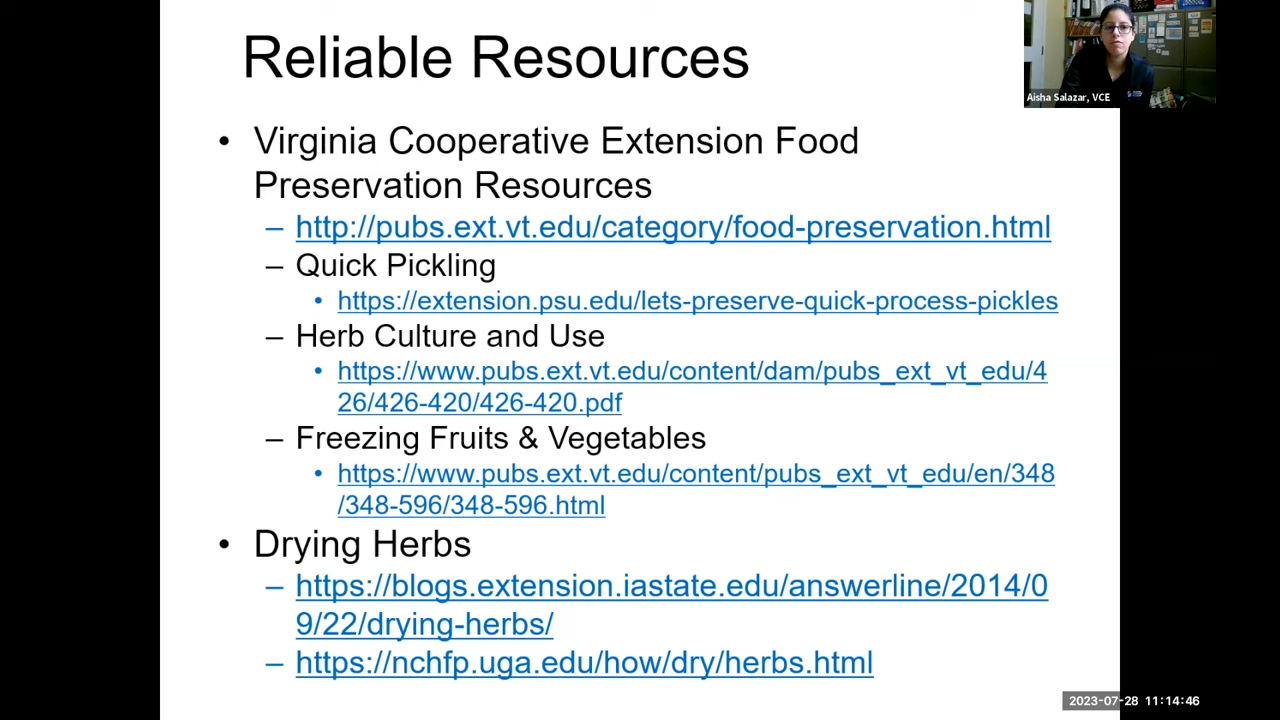 Reliable Resources
Aisha Salazar, VCE
• Virginia Cooperative Extension Food
Preservation Resources
– http://pubs.ext.vt.edu/category/food-preservation.html
– Quick Pickling
• https://extension.psu.edu/lets-preserve-quick-process-pickles
– Herb Culture and Use
• https://www.pubs.ext.vt.edu/content/dam/pubs_ext_vt_edu/4
26/426-420/426-420.pdf
– Freezing Fruits & Vegetables
• https://www.pubs.ext.vt.edu/content/pubs_ext_vt_edu/en/348
/348-596/348-596.html
• Drying Herbs
– https://blogs.extension.iastate.edu/answerline/2014/0
9/22/drying-herbs/
– https://nchfp.uga.edu/how/dry/herbs.html
2023-07-28 11:14:46